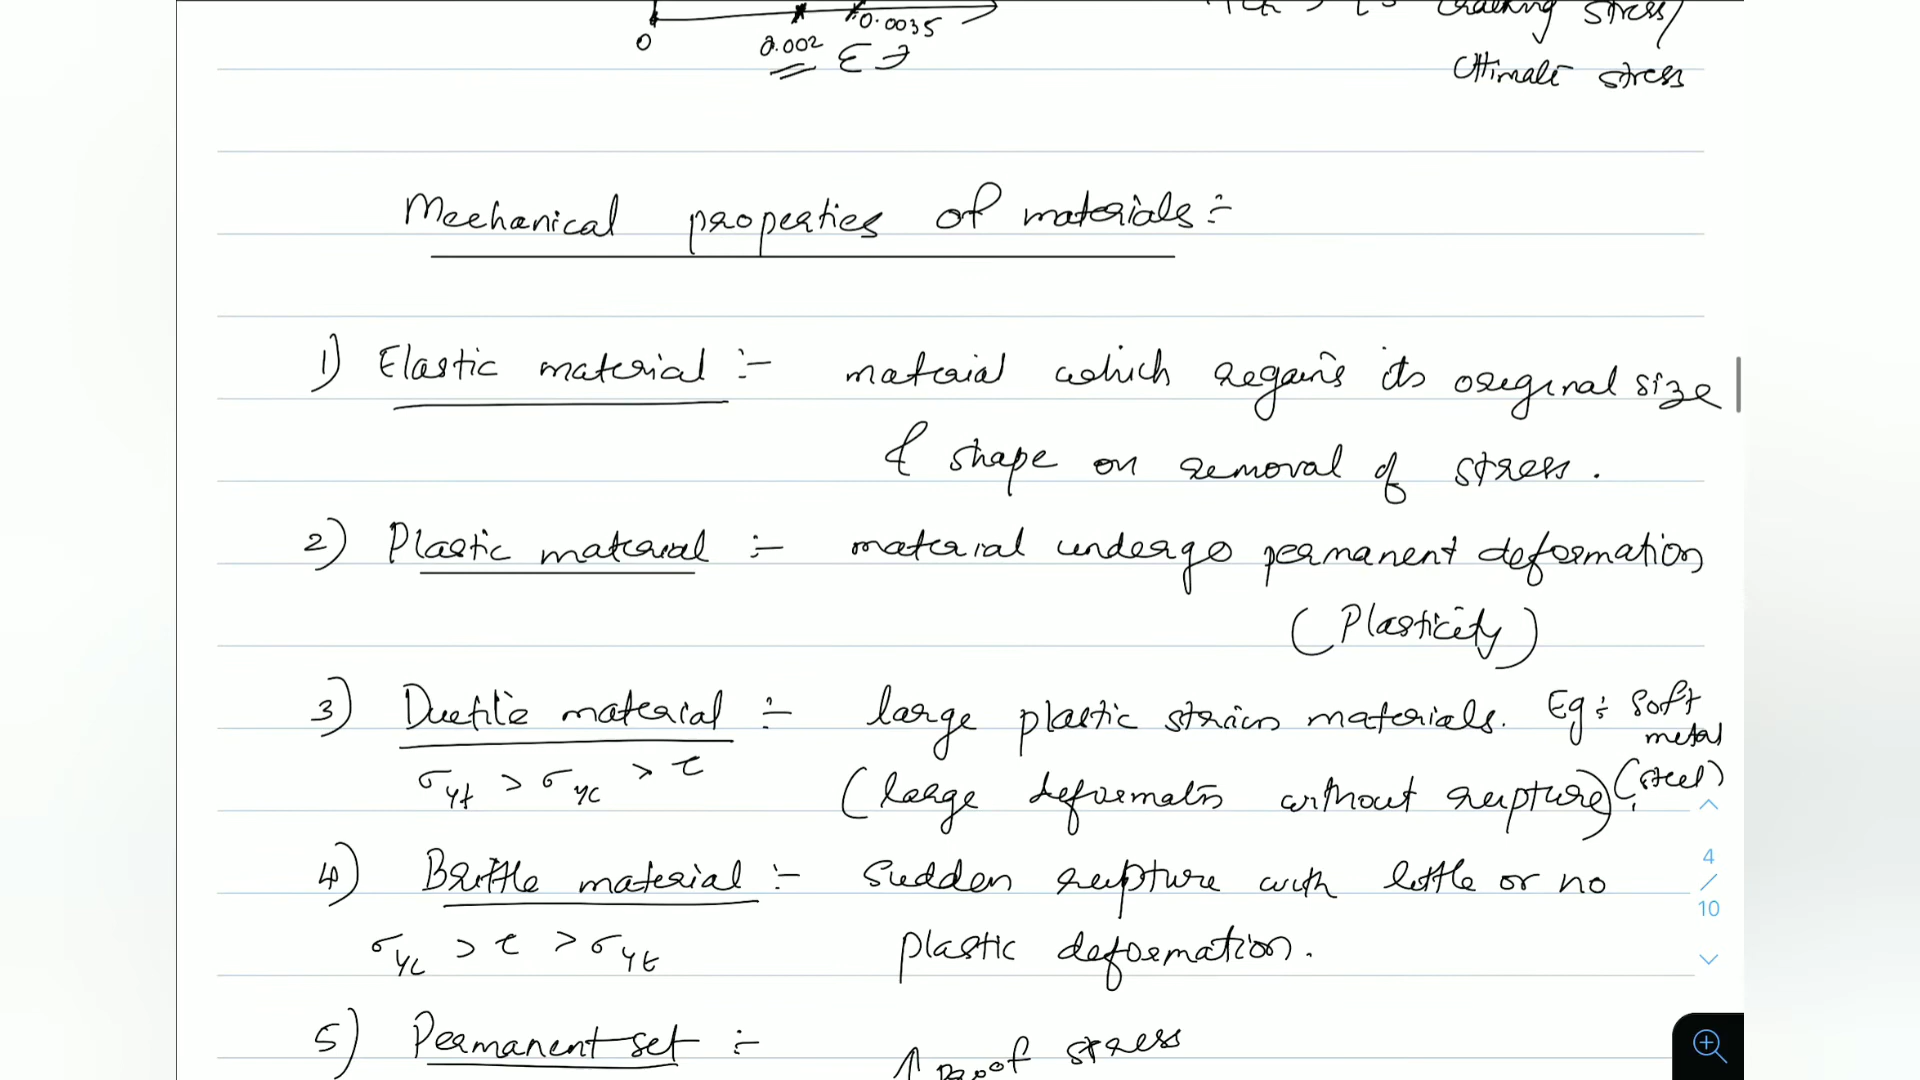 0.0035
0
0.002
ε
cracking stress/
Ultimate stress
Mechanical properties of materials :-
1) Elastic material :- material which regains its original size
& shape on removal of stress.
2) Plastic material :- material undergo permanent deformation
(Plasticity)
3) Ductile material :- large plastic strain materials. Eg : Soft
metal
(steel)
σyt > σyc > τ (large deformation without rupture)
4) Brittle material :- Sudden rupture with little or no
σyc > τ > σyt plastic deformation.
5) Permanent set :-
Proof stress
4
/
10